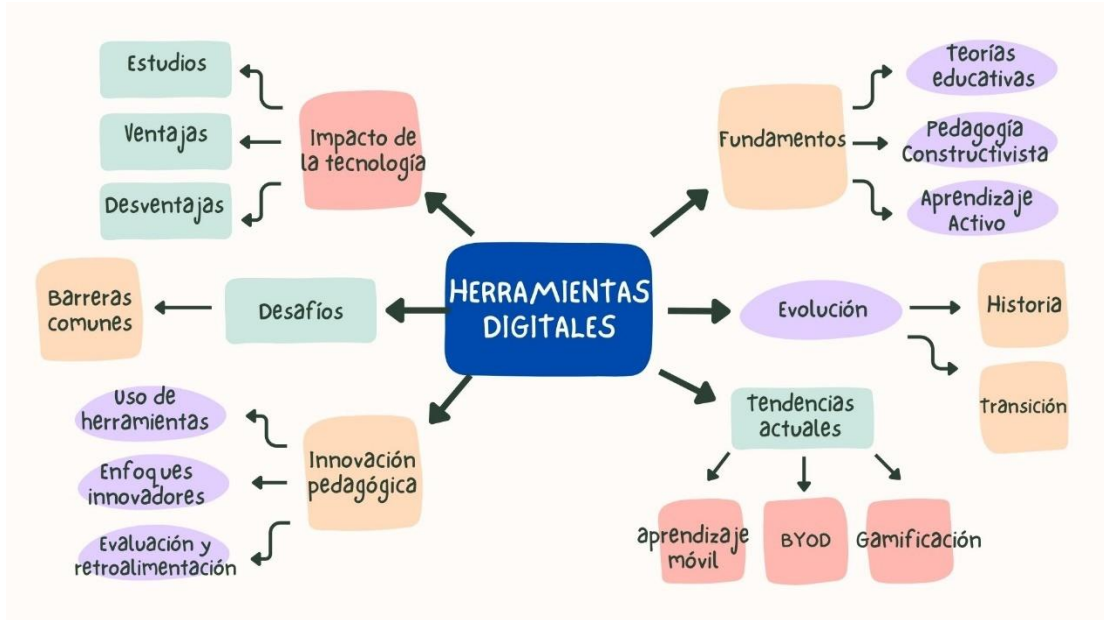 HERRAMIENTAS
DIGITALES
Impacto de
la tecnología
Estudios
Ventajas
Desventajas
Desafíos
Barreras
comunes
Innovación
pedagógica
Uso de
herramientas
Enfoques
innovadores
Evaluación y
retroalimentación
Fundamentos
Teorías
educativas
Pedagogía
Constructivista
Aprendizaje
Activo
Evolución
Historia
Transición
Tendencias
actuales
aprendizaje
móvil
BYOD
Gamificación